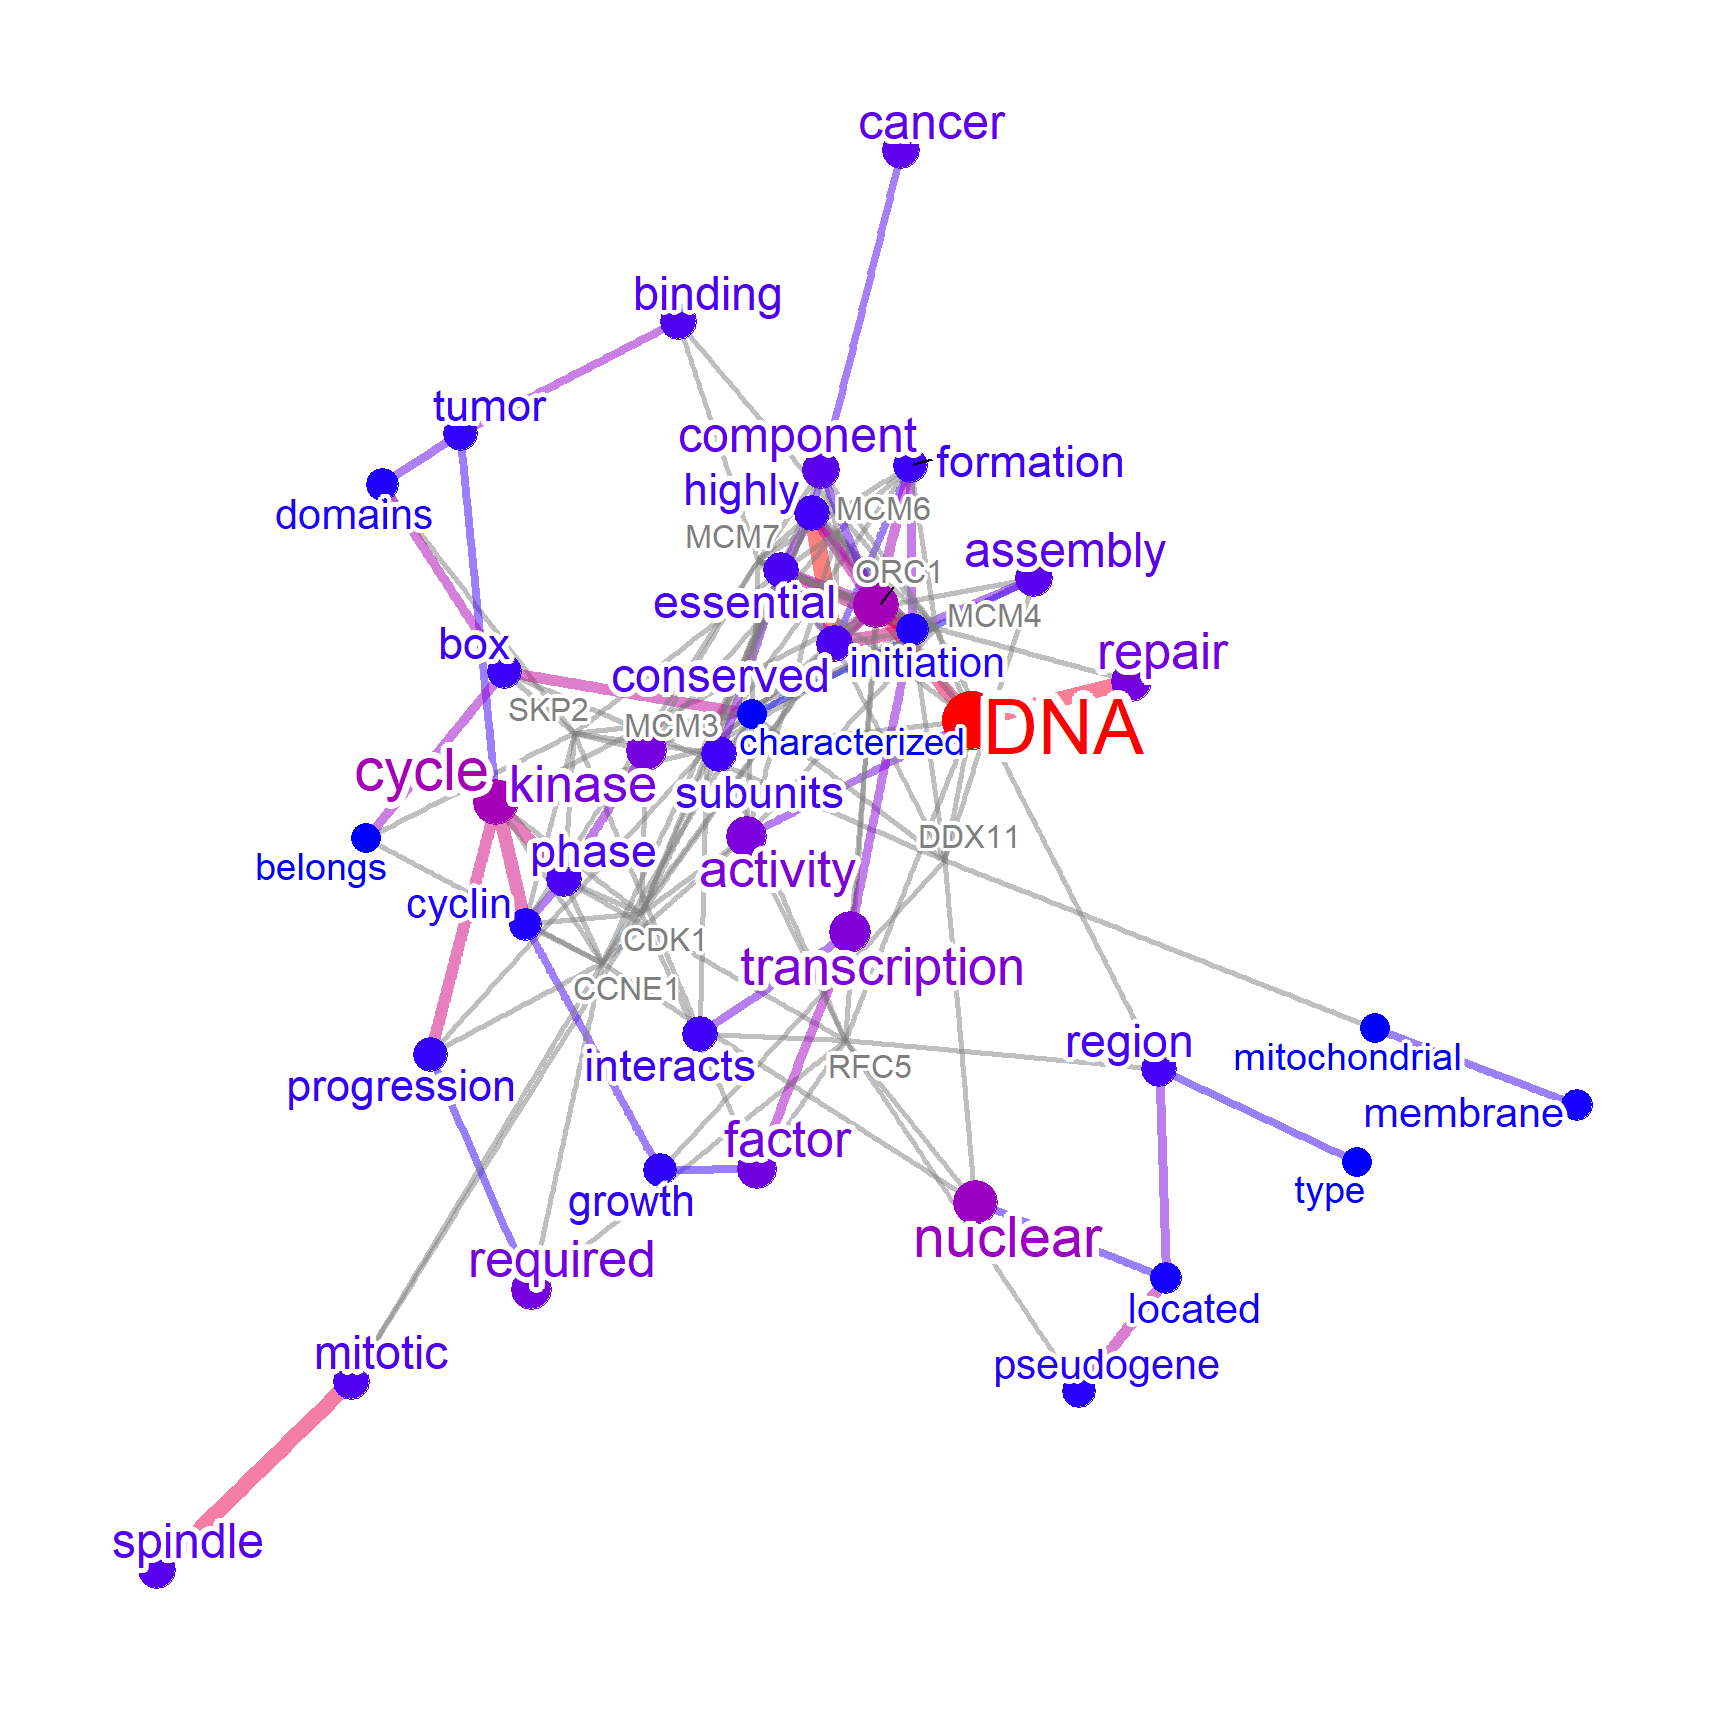 cancer
binding
tumor
component
formation
highly
MCM6
domains
MCM7
assembly
ORC1
essential
MCM4
box
initiation
repair
conserved
SKP2
MCM3
DNA
characterized
cycle
kinase
subunits
DDX11
phase
belongs
activity
cyclin
CDK1
transcription
CCNE1
region
mitochondrial
interacts
RFC5
progression
membrane
factor
type
growth
nuclear
required
located
mitotic
pseudogene
spindle